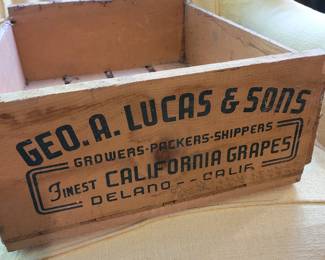 GEO. A. LUCAS & SONS
GROWERS-PACKERS-SHIPPERS
FINEST CALIFORNIA GRAPES
DELANO -- CALIF.